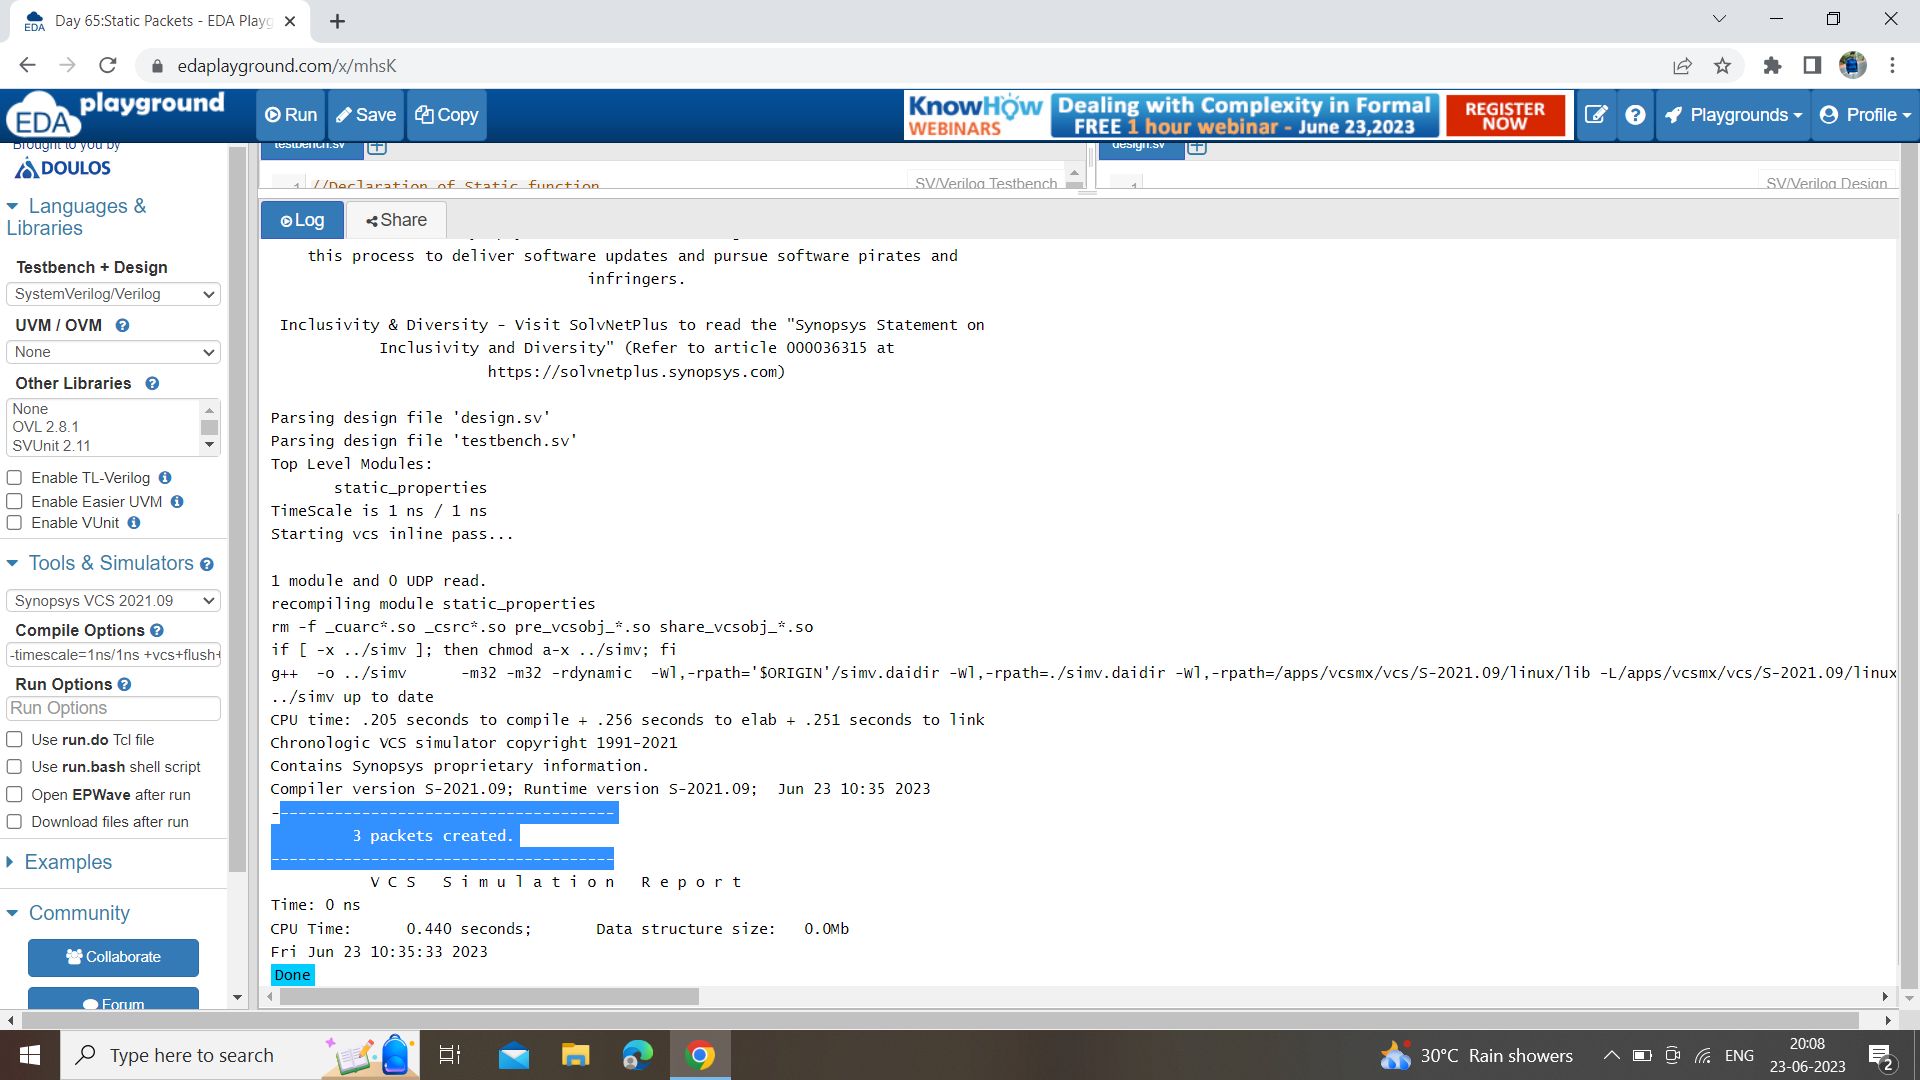 Day 65:Static Packets - EDA Playg
edaplayground.com/x/mhsK
EDA playground
Run
Save
Copy
KnowHow WEBINARS
Dealing with Complexity in Formal
FREE 1 hour webinar - June 23,2023
REGISTER NOW
Playgrounds
Profile
Brought to you by
DOULOS
Languages & Libraries
Testbench + Design
SystemVerilog/Verilog
UVM / OVM
None
Other Libraries
None
OVL 2.8.1
SVUnit 2.11
Enable TL-Verilog
Enable Easier UVM
Enable VUnit
Tools & Simulators
Synopsys VCS 2021.09
Compile Options
-timescale=1ns/1ns +vcs+flush+
Run Options
Run Options
Use run.do Tcl file
Use run.bash shell script
Open EPWave after run
Download files after run
Examples
Community
Collaborate
Forum
testbench.sv
1 //Declaration of Static function
SV/Verilog Testbench
design.sv
1
SV/Verilog Design
Log
Share
this process to deliver software updates and pursue software pirates and
infringers.
Inclusivity & Diversity - Visit SolvNetPlus to read the "Synopsys Statement on
Inclusivity and Diversity" (Refer to article 000036315 at
https://solvnetplus.synopsys.com)
Parsing design file 'design.sv'
Parsing design file 'testbench.sv'
Top Level Modules:
static_properties
TimeScale is 1 ns / 1 ns
Starting vcs inline pass...
1 module and 0 UDP read.
recompiling module static_properties
rm -f _cuarc*.so _csrc*.so pre_vcsobj_*.so share_vcsobj_*.so
if [ -x ../simv ]; then chmod a-x ../simv; fi
g++ -o ../simv -m32 -m32 -rdynamic -Wl,-rpath='$ORIGIN'/simv.daidir -Wl,-rpath=./simv.daidir -Wl,-rpath=/apps/vcsmx/vcs/S-2021.09/linux/lib -L/apps/vcsmx/vcs/S-2021.09/linux
../simv up to date
CPU time: .205 seconds to compile + .256 seconds to elab + .251 seconds to link
Chronologic VCS simulator copyright 1991-2021
Contains Synopsys proprietary information.
Compiler version S-2021.09; Runtime version S-2021.09; Jun 23 10:35 2023
--------------------------------------
3 packets created.
--------------------------------------
V C S S i m u l a t i o n R e p o r t
Time: 0 ns
CPU Time: 0.440 seconds; Data structure size: 0.0Mb
Fri Jun 23 10:35:33 2023
Done
Type here to search
30°C Rain showers
ENG
20:08
23-06-2023
2